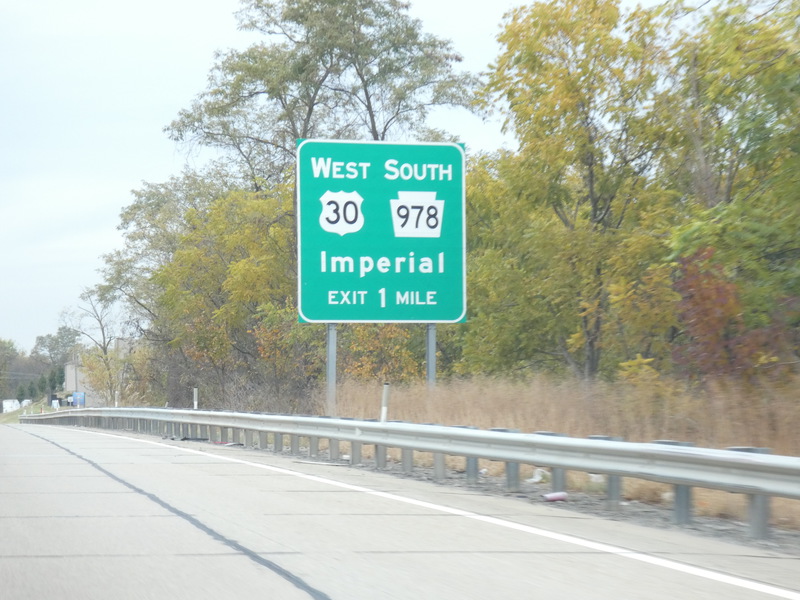 WEST SOUTH
30 978
Imperial
EXIT 1 MILE